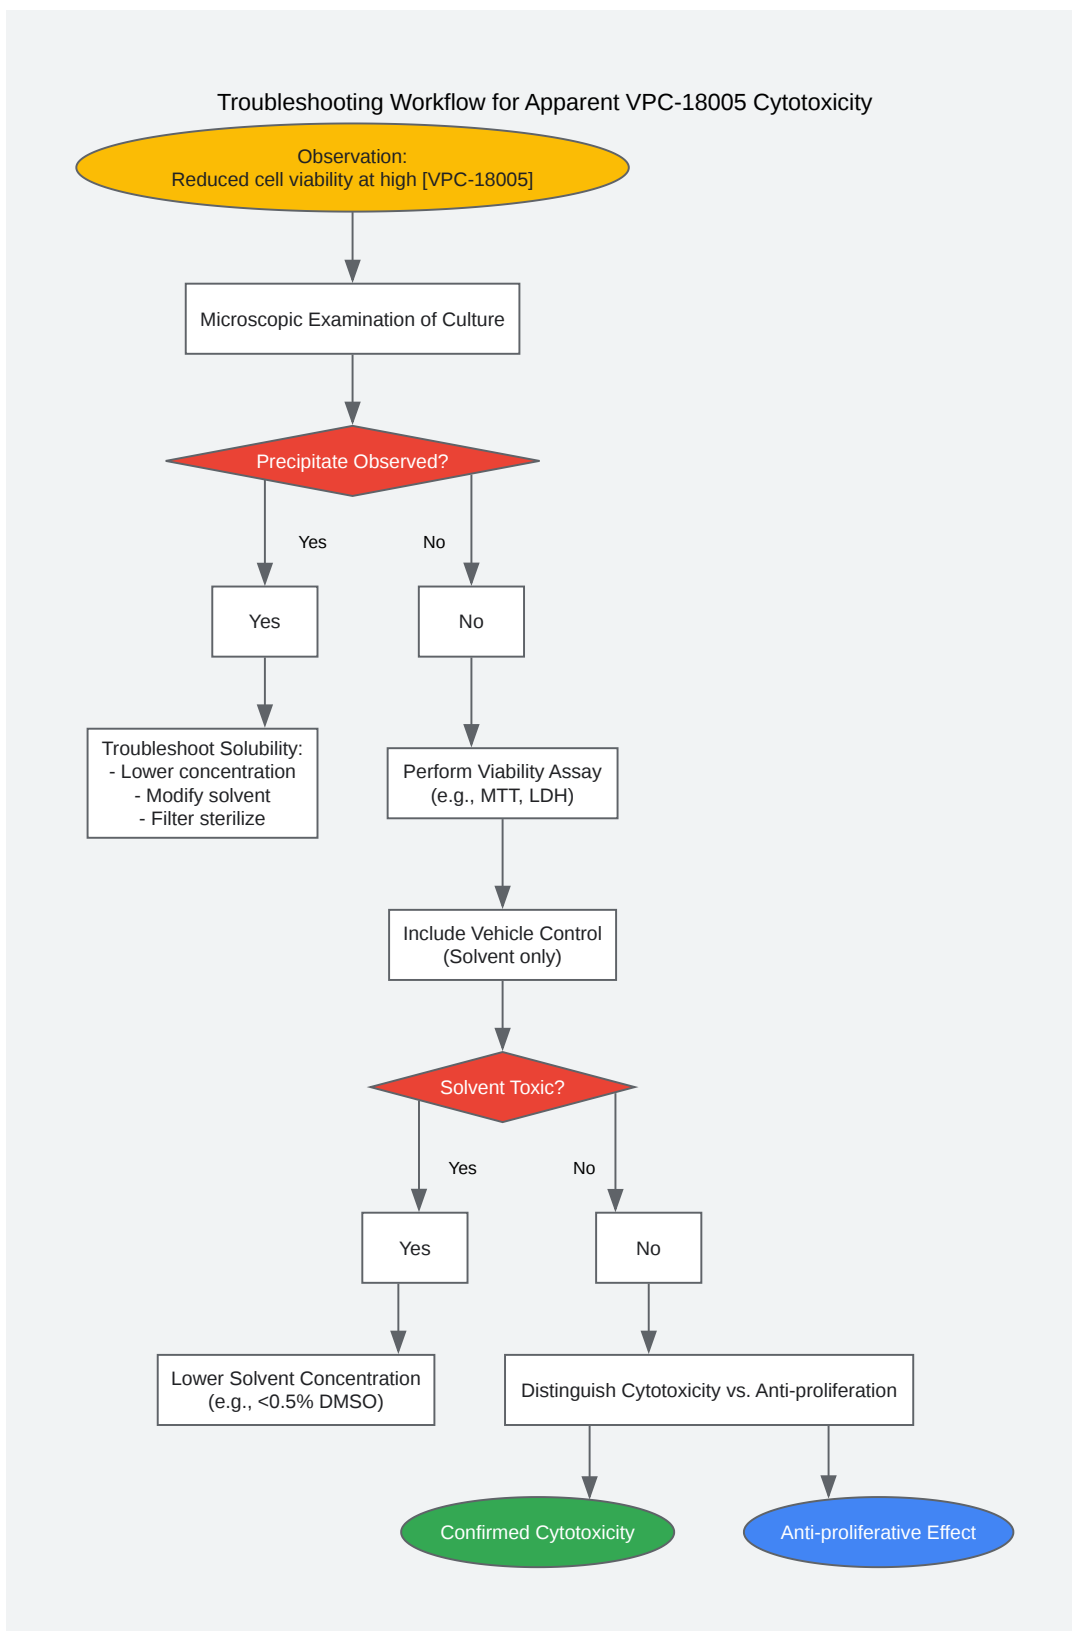 Troubleshooting Workflow for Apparent VPC-18005 Cytotoxicity
Observation:
Reduced cell viability at high [VPC-18005]
Microscopic Examination of Culture
Precipitate Observed?
Yes
No
Yes
No
Troubleshoot Solubility:
- Lower concentration
- Modify solvent
- Filter sterilize
Perform Viability Assay
(e.g., MTT, LDH)
Include Vehicle Control
(Solvent only)
Solvent Toxic?
Yes
No
Yes
No
Lower Solvent Concentration
(e.g., <0.5% DMSO)
Distinguish Cytotoxicity vs. Anti-proliferation
Confirmed Cytotoxicity
Anti-proliferative Effect